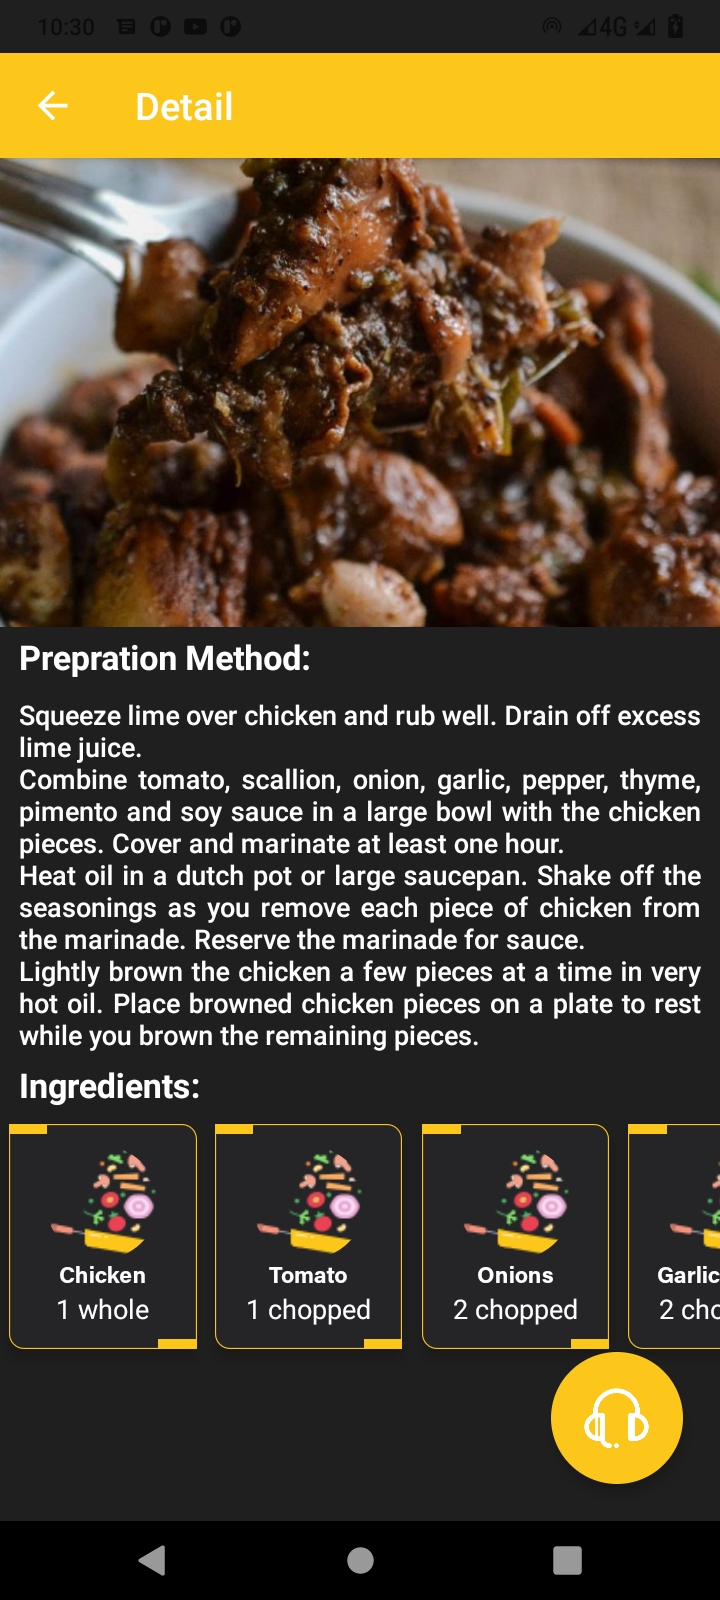 10:30
4G
Detail
Prepration Method:
Squeeze lime over chicken and rub well. Drain off excess
lime juice.
Combine tomato, scallion, onion, garlic, pepper, thyme,
pimento and soy sauce in a large bowl with the chicken
pieces. Cover and marinate at least one hour.
Heat oil in a dutch pot or large saucepan. Shake off the
seasonings as you remove each piece of chicken from
the marinade. Reserve the marinade for sauce.
Lightly brown the chicken a few pieces at a time in very
hot oil. Place browned chicken pieces on a plate to rest
while you brown the remaining pieces.
Ingredients:
Chicken
1 whole
Tomato
1 chopped
Onions
2 chopped
Garlic
2 cho